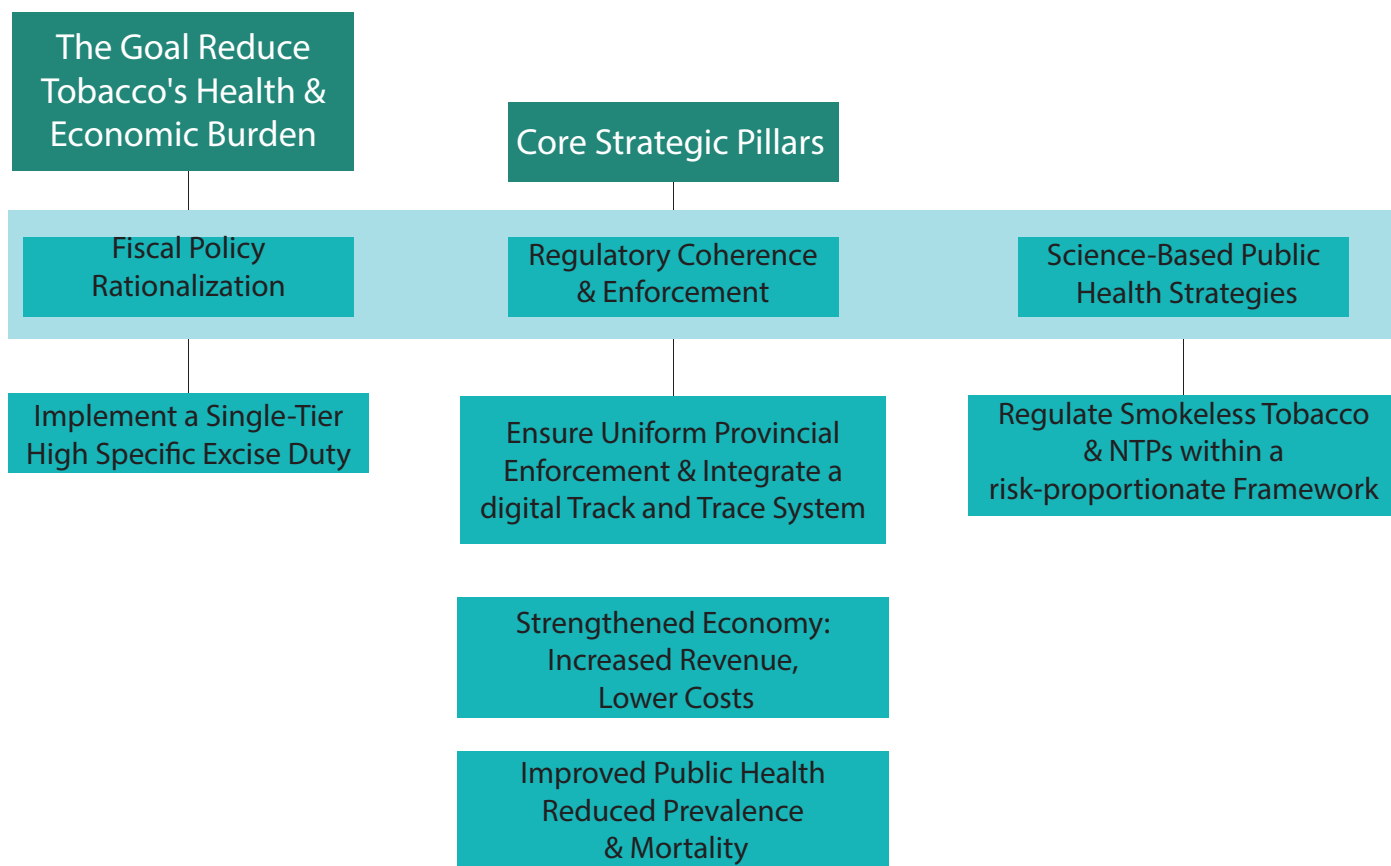 The Goal Reduce
Tobacco's Health &
Economic Burden
Core Strategic Pillars
Fiscal Policy
Rationalization
Regulatory Coherence
& Enforcement
Science-Based Public
Health Strategies
Implement a Single-Tier
High Specific Excise Duty
Ensure Uniform Provincial
Enforcement & Integrate a
digital Track and Trace System
Regulate Smokeless Tobacco
& NTPs within a
risk-proportionate Framework
Strengthened Economy:
Increased Revenue,
Lower Costs
Improved Public Health
Reduced Prevalence
& Mortality